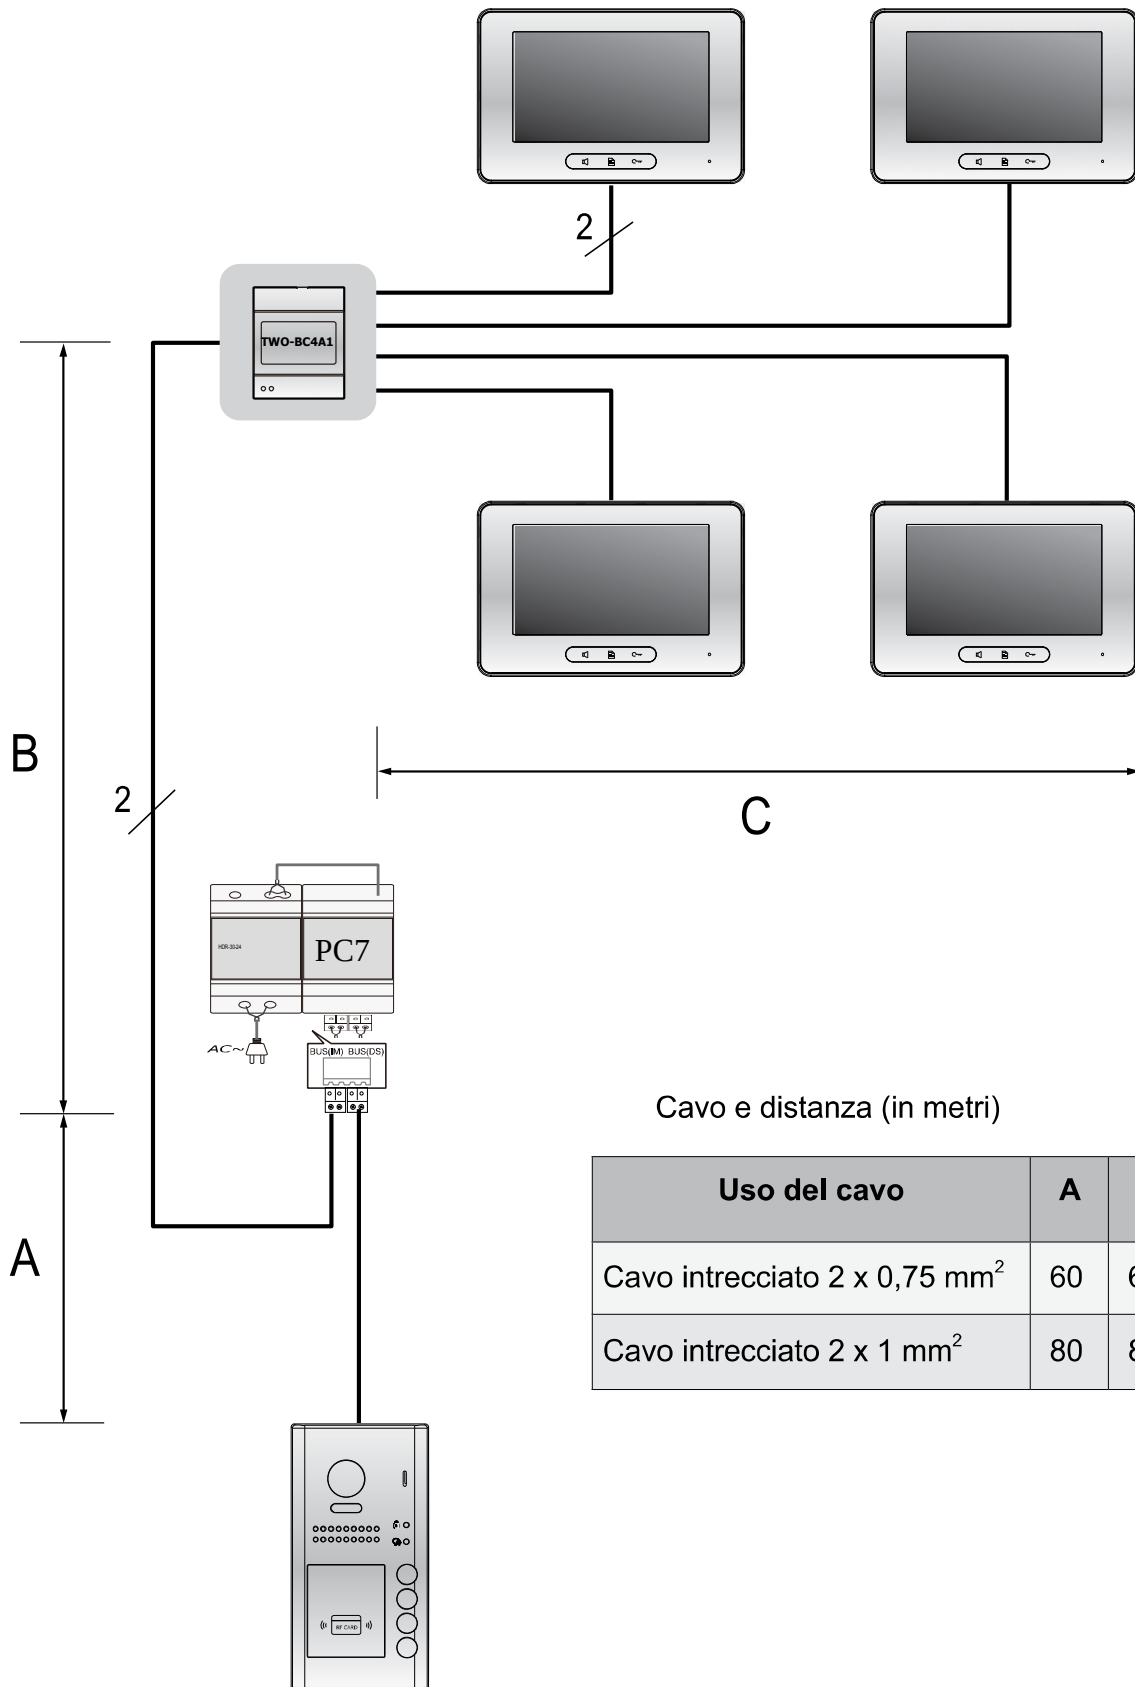 2
TWO-BC4A1
B
2
C
HDR-30-24
PC7
AC~
BUS(IM) BUS(DS)
Cavo e distanza (in metri)
Uso del cavo A
Cavo intrecciato 2 x 0,75 mm² 60
Cavo intrecciato 2 x 1 mm² 80
A
RF CARD